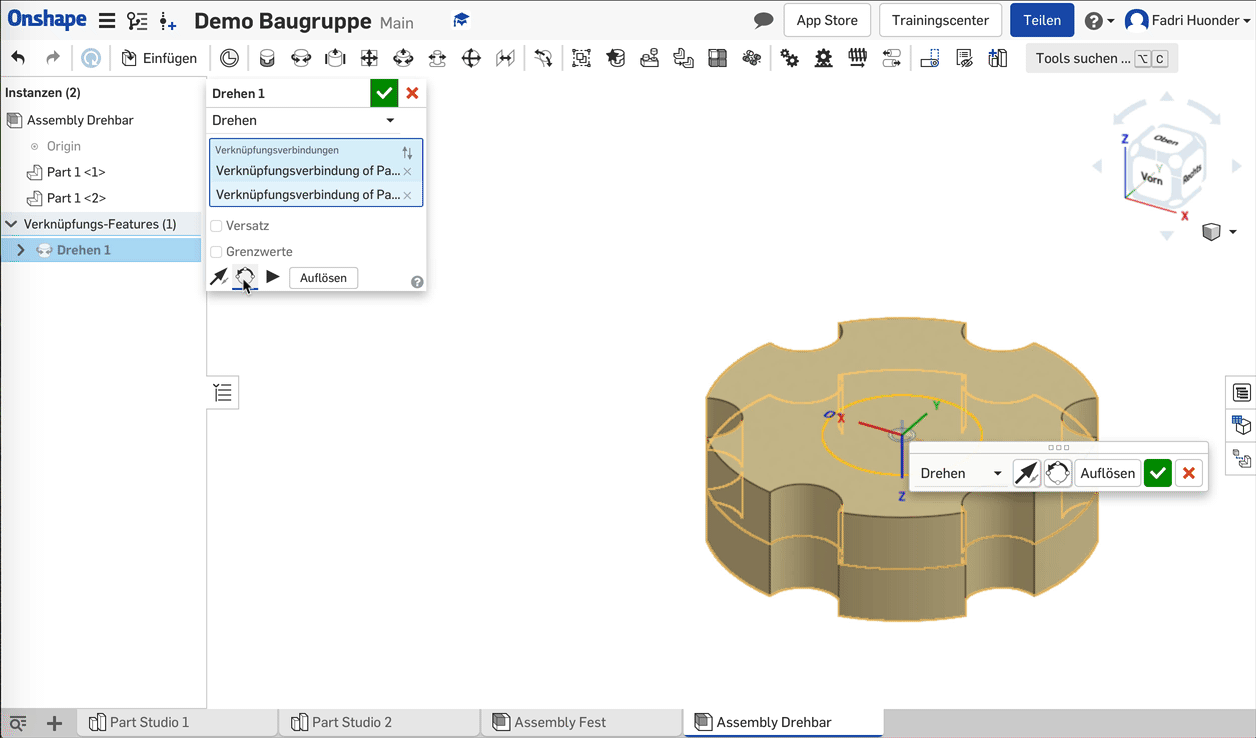 Onshape
Demo Baugruppe Main
App Store
Trainingscenter
Teilen
Fadri Huonder
Einfügen
Tools suchen ... ⌥ C
Instanzen (2)
Assembly Drehbar
Origin
Part 1 <1>
Part 1 <2>
Verknüpfungs-Features (1)
Drehen 1
Drehen 1
Drehen
Verknüpfungsverbindungen
Verknüpfungsverbindung of Pa...
Verknüpfungsverbindung of Pa...
Versatz
Grenzwerte
Auflösen
Z
Oben
Y
Vorn
Rechts
X
X
Y
Z
Drehen
Auflösen
Part Studio 1
Part Studio 2
Assembly Fest
Assembly Drehbar